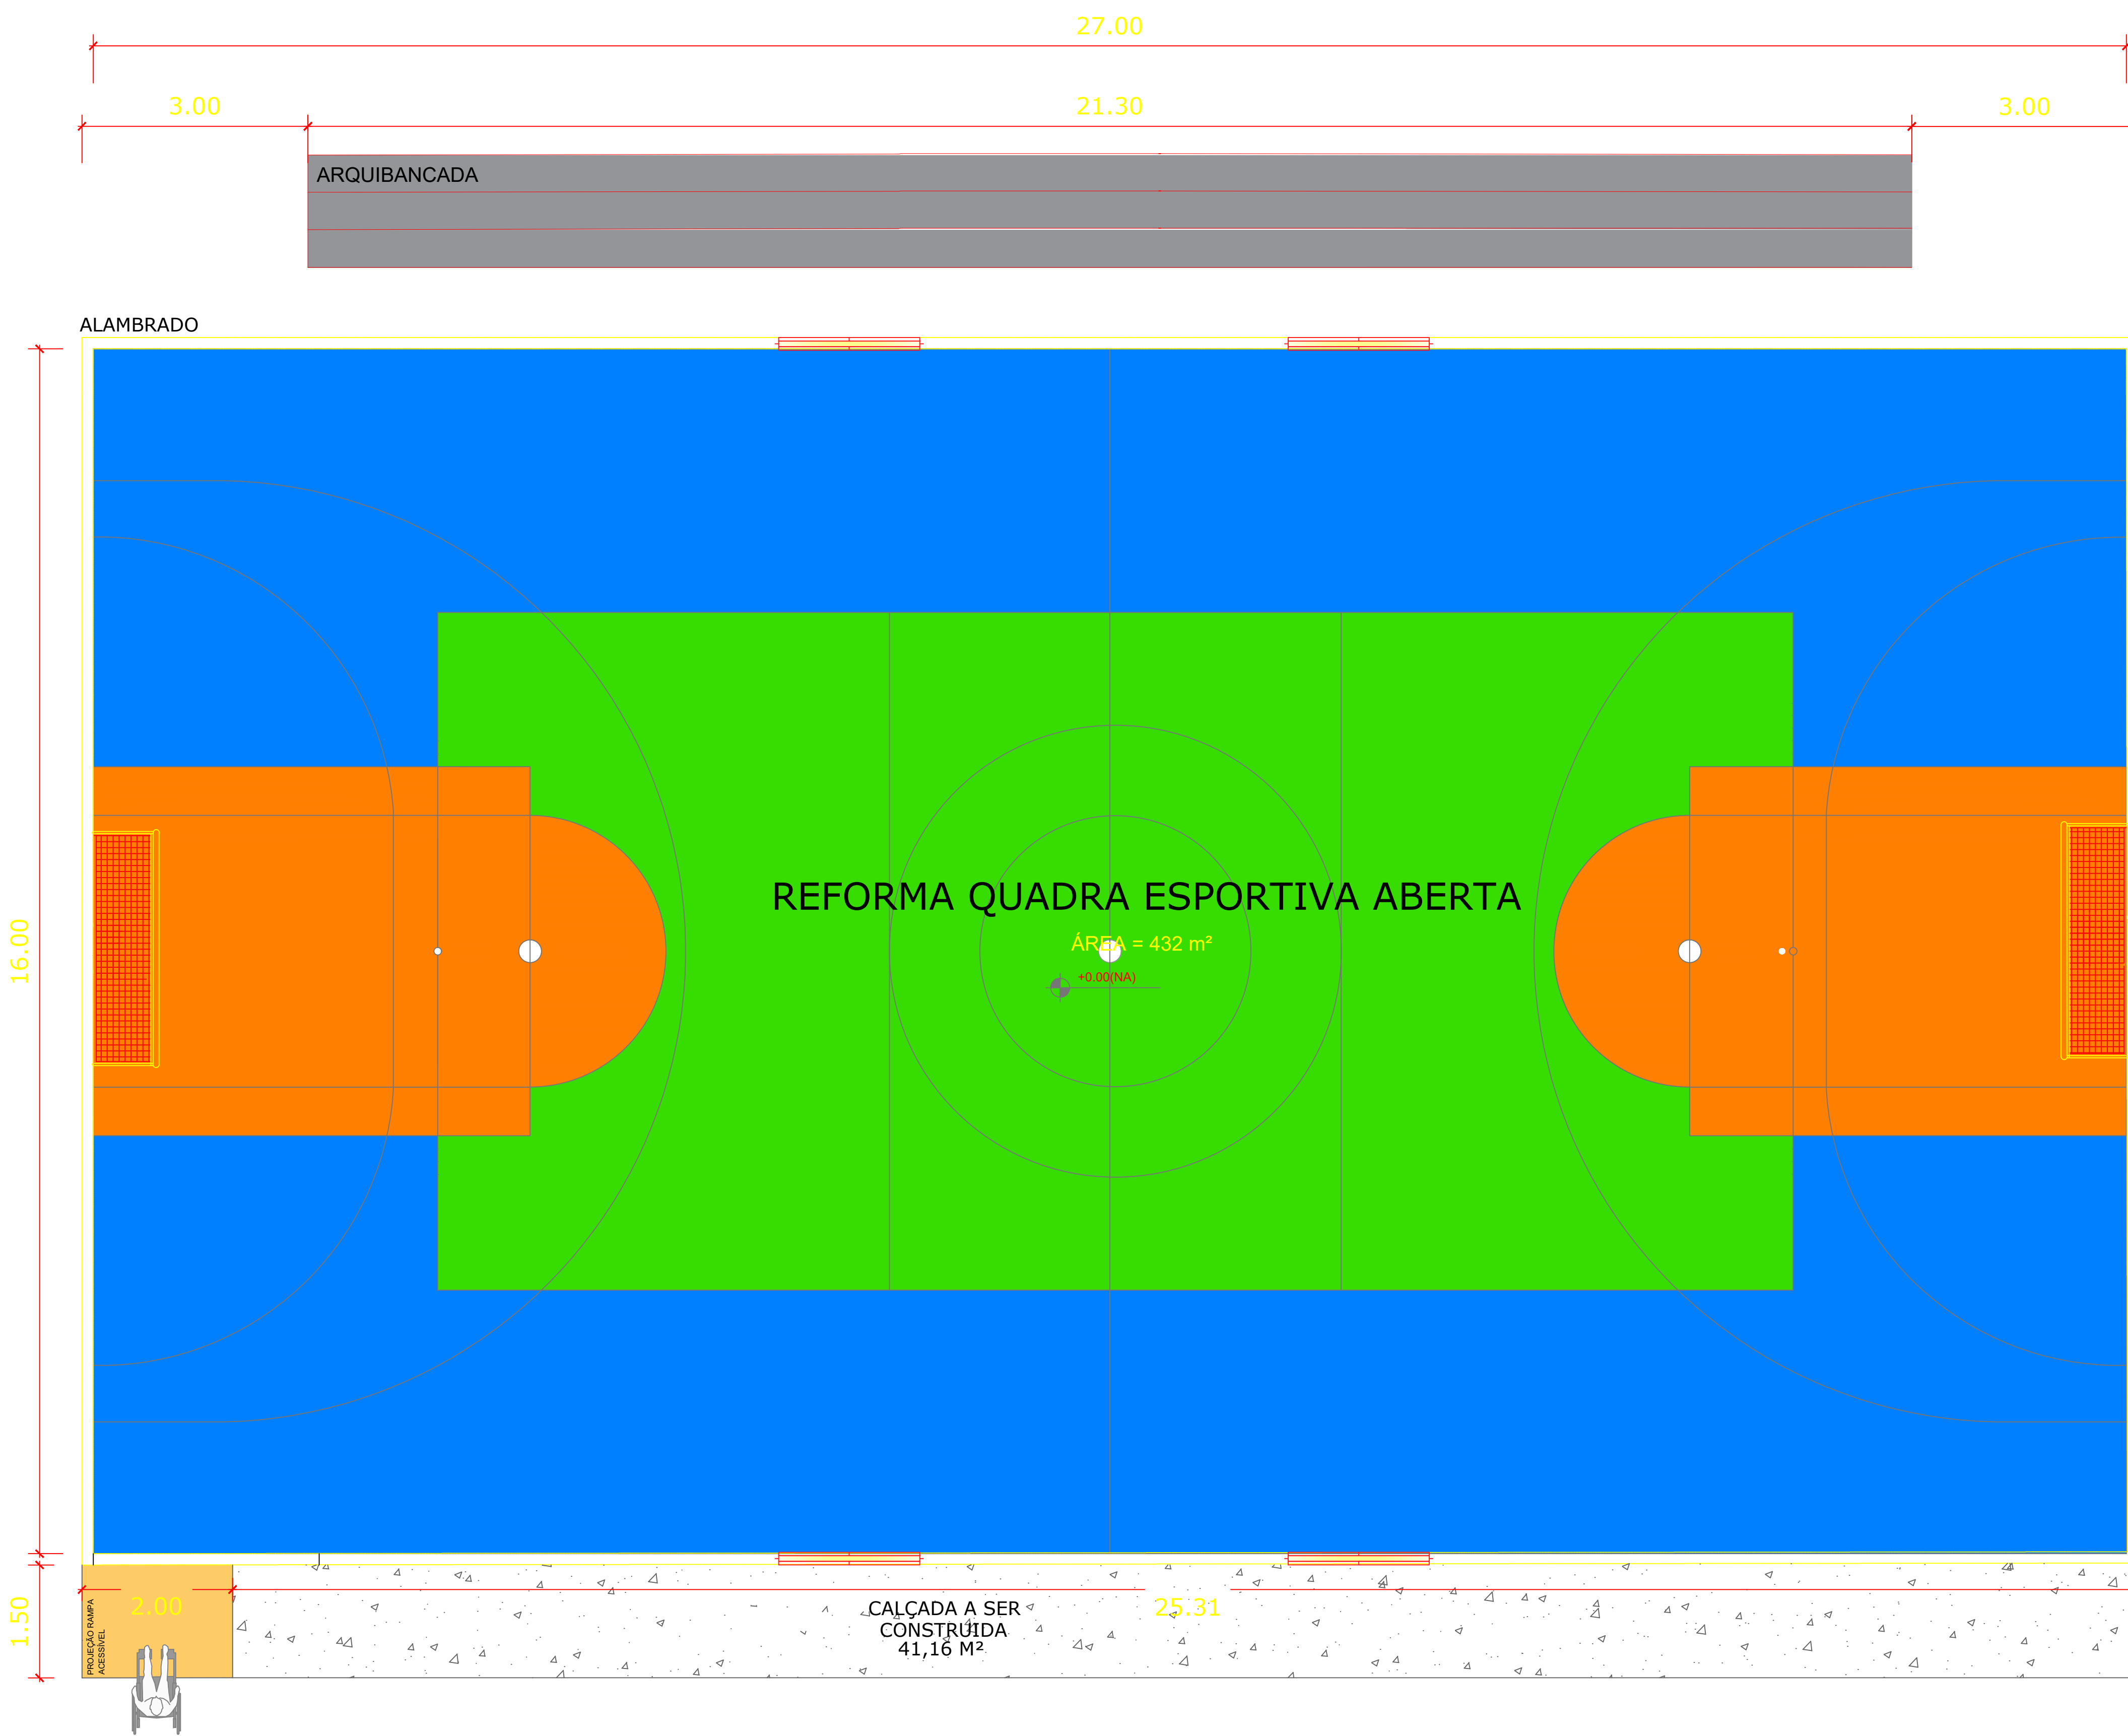 27.00
3.00
21.30
3.00
ARQUIBANCADA
ALAMBRADO
16.00
REFORMA QUADRA ESPORTIVA ABERTA
ÁREA = 432 m²
+0.00(NA)
1.50
PROJEÇÃO RAMPA
ACESSÍVEL
2.00
CALÇADA A SER
CONSTRUÍDA
41,16 M²
25.31